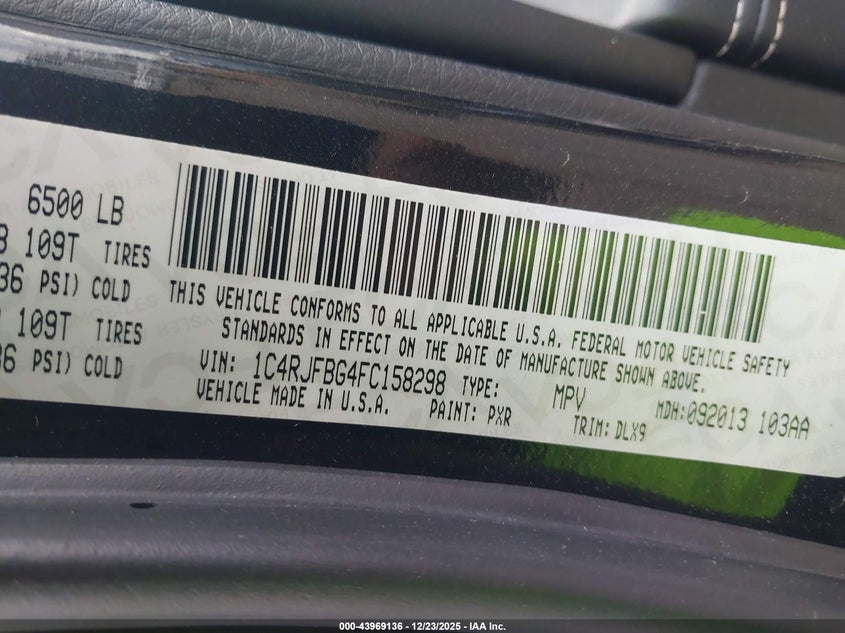 6500 LB
109T TIRES
36 PSI) COLD
109T TIRES
36 PSI) COLD
THIS VEHICLE CONFORMS TO ALL APPLICABLE U.S.A. FEDERAL MOTOR VEHICLE SAFETY
STANDARDS IN EFFECT ON THE DATE OF MANUFACTURE SHOWN ABOVE.
VIN: 1C4RJFBG4FC158298 TYPE: MPV MDH:092013 103AA
VEHICLE MADE IN U.S.A. PAINT: PXR TRIM: DLX9
000-43969136 - 12/23/2025 - IAA Inc.